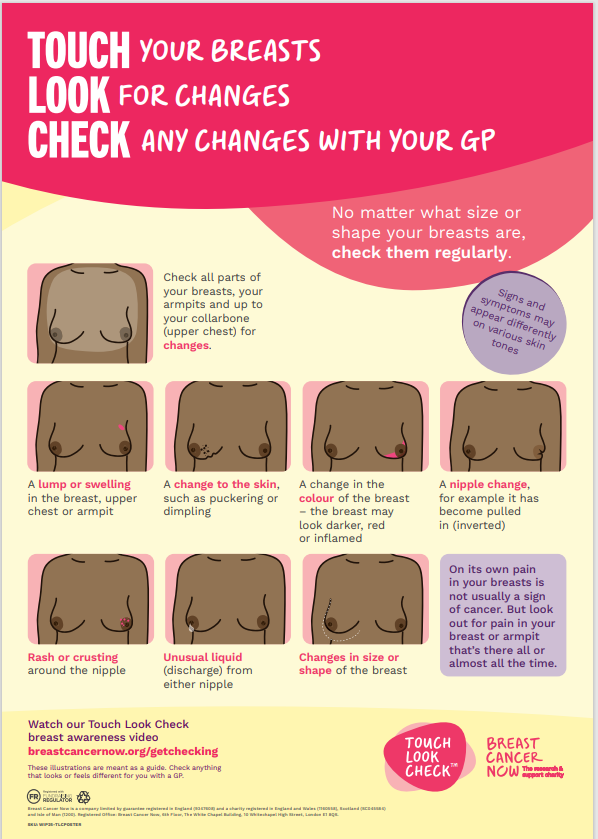 TOUCH YOUR BREASTS
LOOK FOR CHANGES
CHECK ANY CHANGES WITH YOUR GP
No matter what size or
shape your breasts are,
check them regularly.
Check all parts of
your breasts, your
armpits and up to
your collarbone
(upper chest) for
changes.
Signs and
symptoms may
appear differently
on various skin
tones
A lump or swelling
in the breast, upper
chest or armpit
A change to the skin,
such as puckering or
dimpling
A change in the
colour of the breast
– the breast may
look darker, red
or inflamed
A nipple change,
for example it has
become pulled
in (inverted)
Rash or crusting
around the nipple
Unusual liquid
(discharge) from
either nipple
Changes in size or
shape of the breast
On its own pain
in your breasts is
not usually a sign
of cancer. But look
out for pain in your
breast or armpit
that's there all or
almost all the time.
Watch our Touch Look Check
breast awareness video
breastcancernow.org/getchecking
These illustrations are meant as a guide. Check anything
that looks or feels different for you with a GP.
TOUCH
LOOK
CHECK™
BREAST
CANCER
NOW The research &
support charity
FR Registered with
FUNDRAISING
REGULATOR
Breast Cancer Now is a company limited by guarantee registered in England (9347608) and a charity registered in England and Wales (1160558), Scotland (SC045584)
and Isle of Man (1200). Registered Office: Breast Cancer Now, 6th Floor, The White Chapel Building, 10 Whitechapel High Street, London E1 8QS.